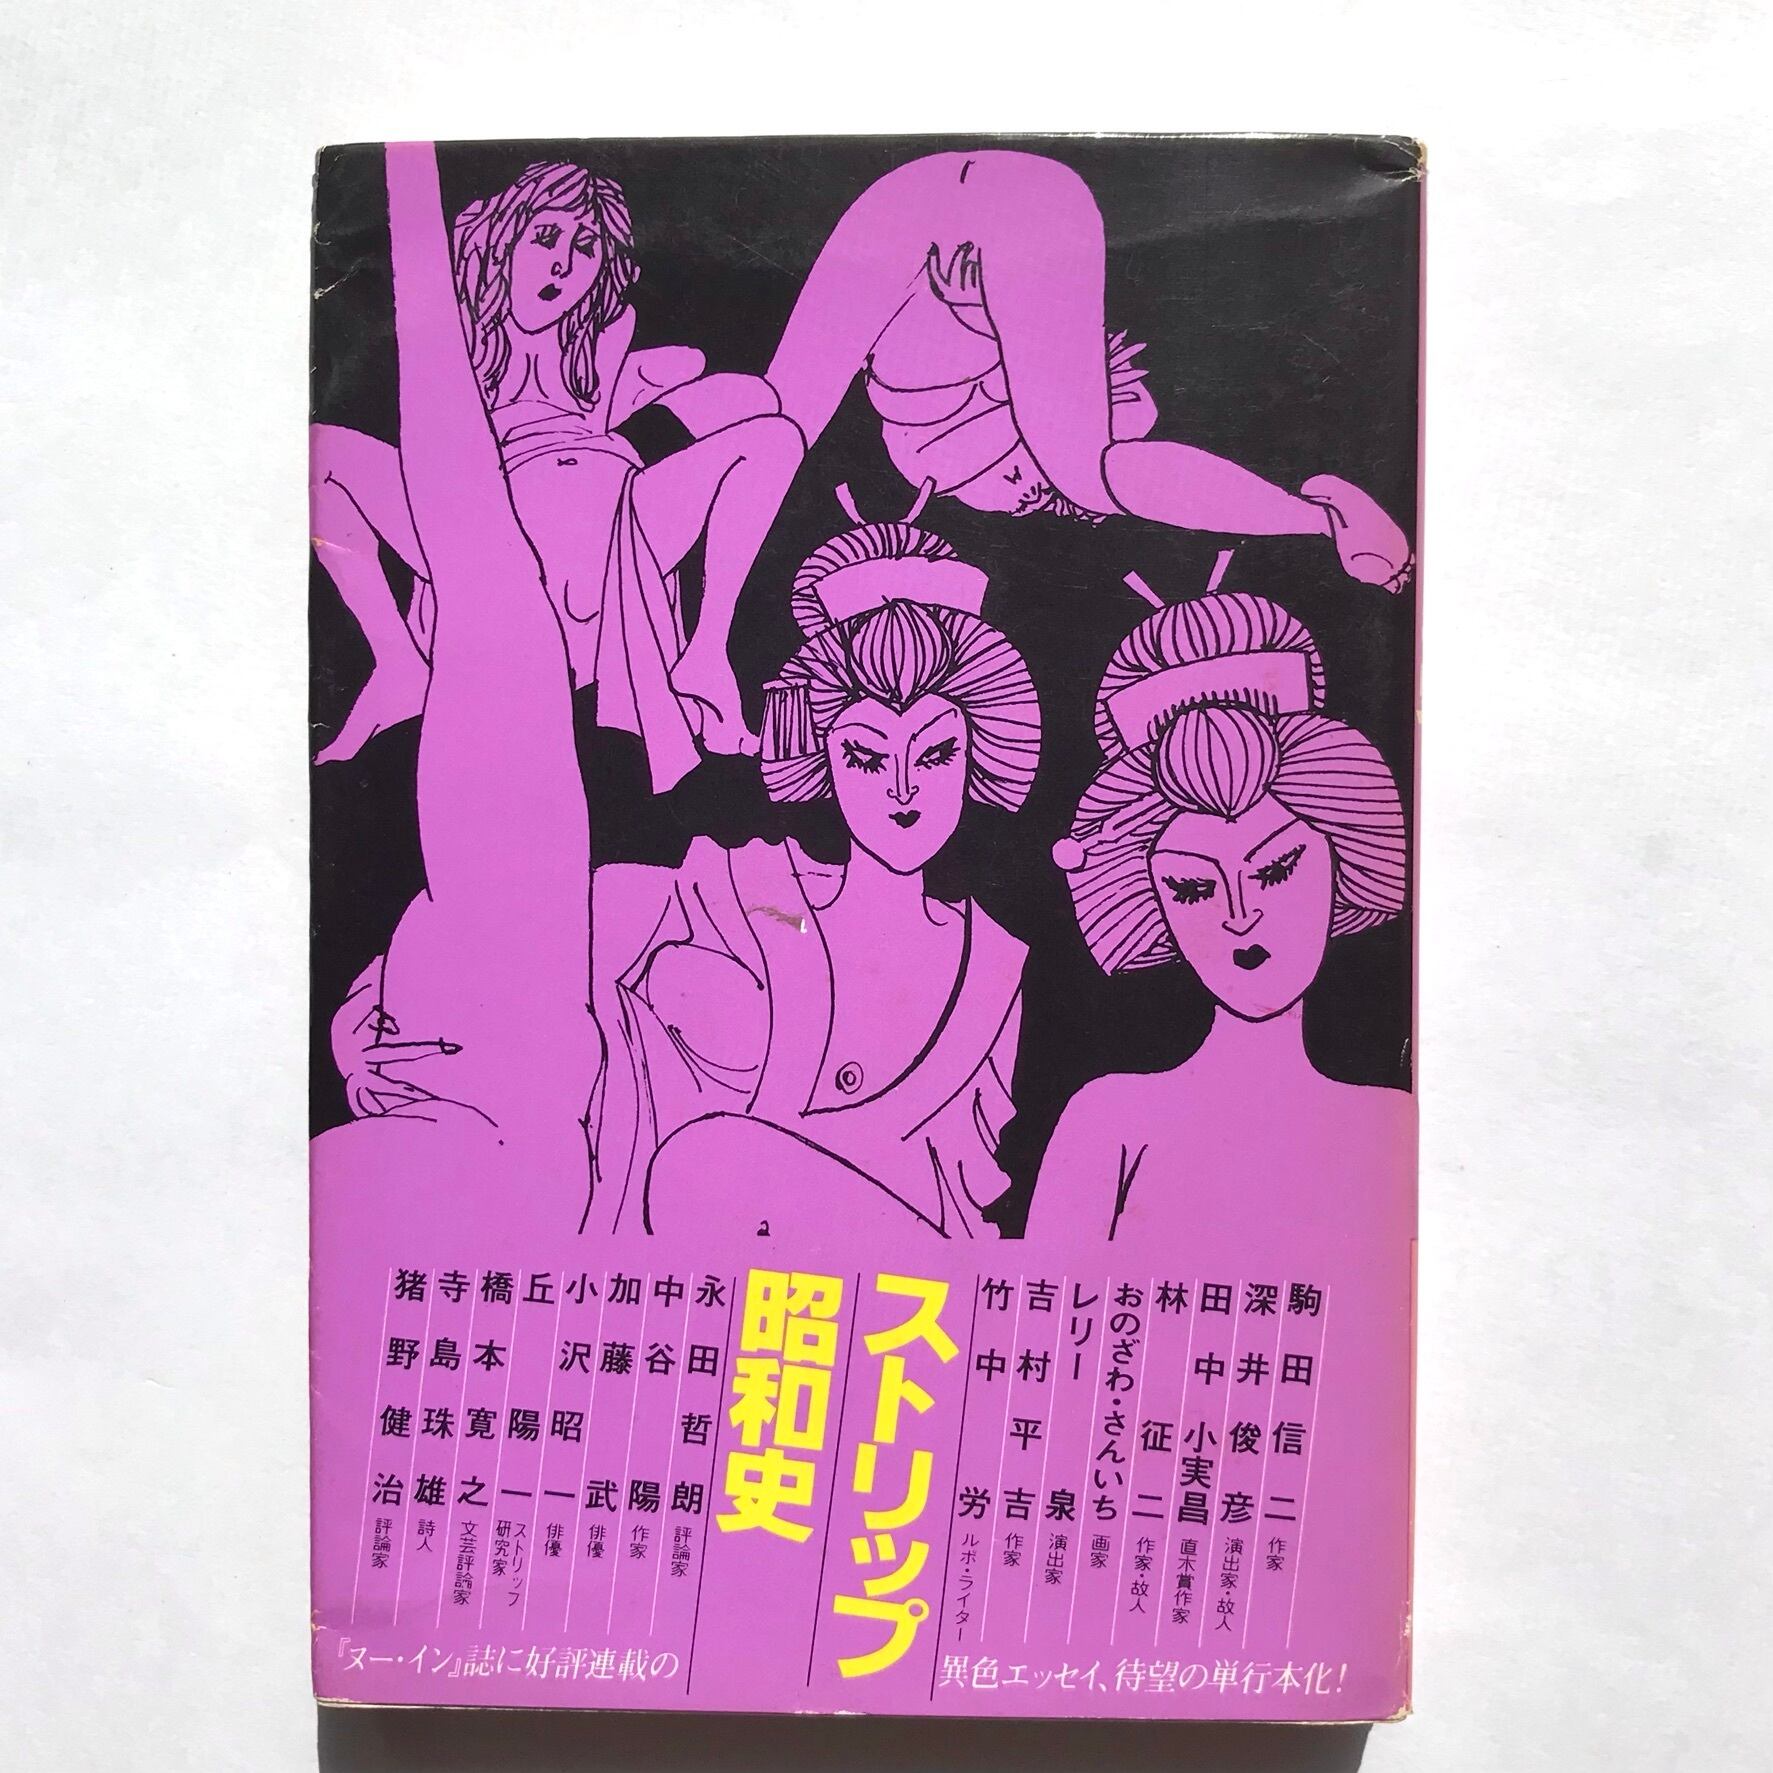 駒田信二 作家
深井俊彦 演出家・故人
田中小実昌 直木賞作家
林征二 作家・故人
おのざわ・さんいち 画家
レリー泉 演出家
吉村平吉 作家
竹中労 ルポ・ライター
ストリップ
昭和史
永田哲朗 評論家
中谷陽 作家
加藤武 俳優
小沢昭一 俳優
丘陽一 ストリップ研究家
橋本寛之 文芸評論家
寺島珠雄 詩人
猪野健治 評論家
『ヌー・イン』誌に好評連載の
異色エッセイ、待望の単行本化!